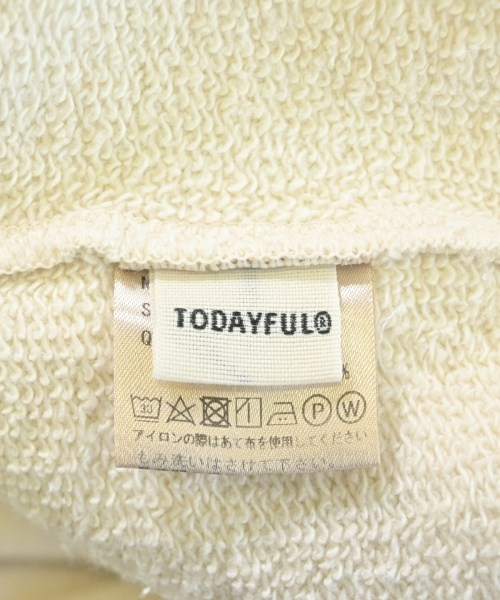 N
S
Q
TODAYFUL®
%
30 P W
アイロンの際はあて布を使用してください
もみ洗いはさけて下さい。